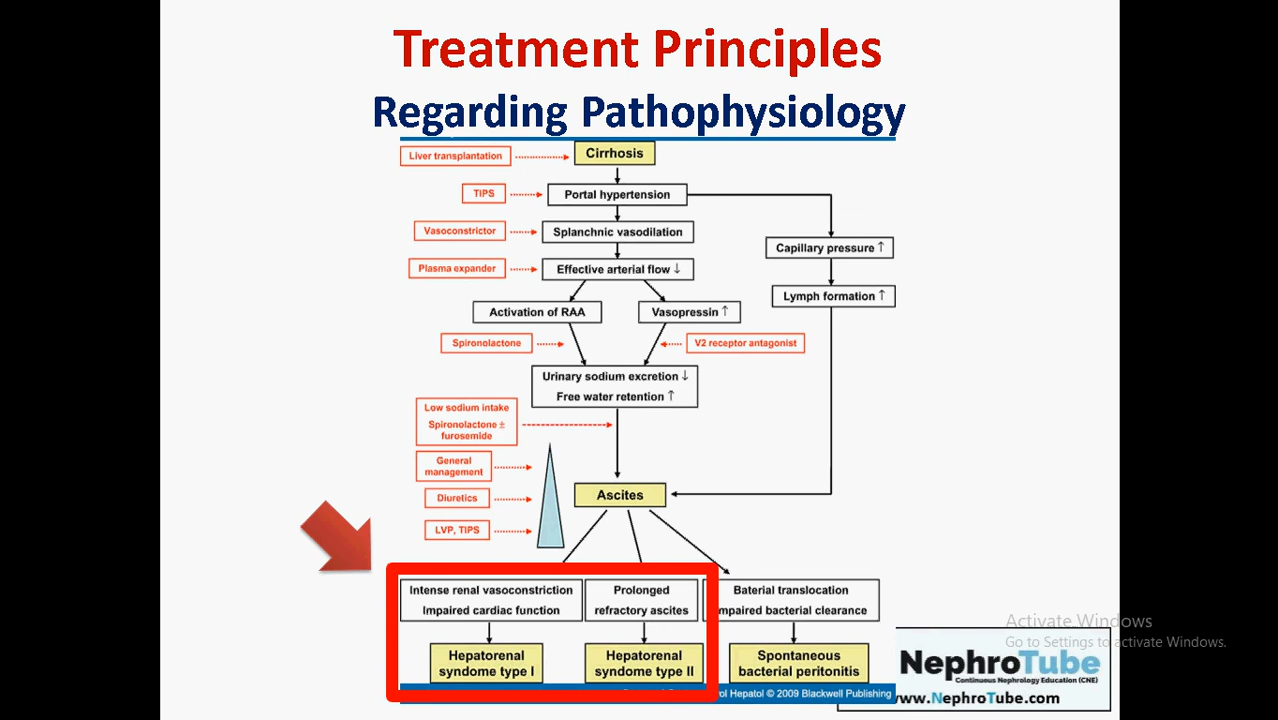 Treatment Principles
Regarding Pathophysiology
Liver transplantation
Cirrhosis
TIPS
Portal hypertension
Vasoconstrictor
Splanchnic vasodilation
Capillary pressure ↑
Plasma expander
Effective arterial flow ↓
Lymph formation ↑
Activation of RAA
Vasopressin ↑
Spironolactone
V2 receptor antagonist
Urinary sodium excretion ↓
Free water retention ↑
Low sodium intake
Spironolactone ±
furosemide
General
management
Ascites
Diuretics
LVP, TIPS
Intense renal vasoconstriction
Impaired cardiac function
Prolonged
refractory ascites
Baterial translocation
mpaired bacterial clearance
Hepatorenal
syndome type I
Hepatorenal
syndome type II
Spontaneous
bacterial peritonitis
rol Hepatol © 2009 Blackwell Publishing
Activate Windows
Go to Settings to activate Windows.
NephroTube
Continuous Nephrology Education (CNE)
www.NephroTube.com